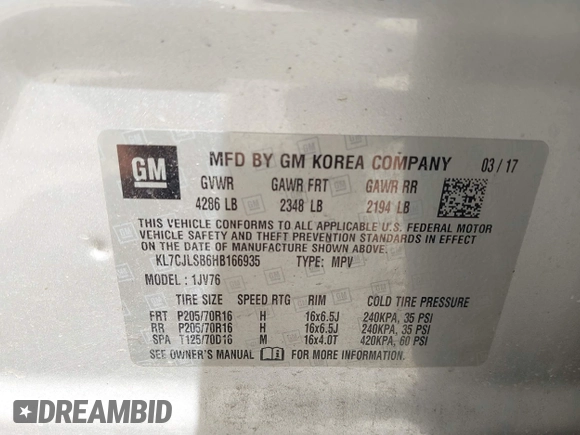 GM MFD BY GM KOREA COMPANY 03 / 17
GVWR GAWR FRT GAWR RR
4286 LB 2348 LB 2194 LB
THIS VEHICLE CONFORMS TO ALL APPLICABLE U.S. FEDERAL MOTOR
VEHICLE SAFETY AND THEFT PREVENTION STANDARDS IN EFFECT
ON THE DATE OF MANUFACTURE SHOWN ABOVE.
KL7CJLSB6HB166935 TYPE: MPV
MODEL : 1JV76
TIRE SIZE SPEED RTG RIM COLD TIRE PRESSURE
FRT P205/70R16 H 16x6.5J 240KPA, 35 PSI
RR P205/70R16 H 16x6.5J 240KPA, 35 PSI
SPA T125/70D16 M 16x4.0T 420KPA, 60 PSI
SEE OWNER'S MANUAL FOR MORE INFORMATION.
DREAMBID